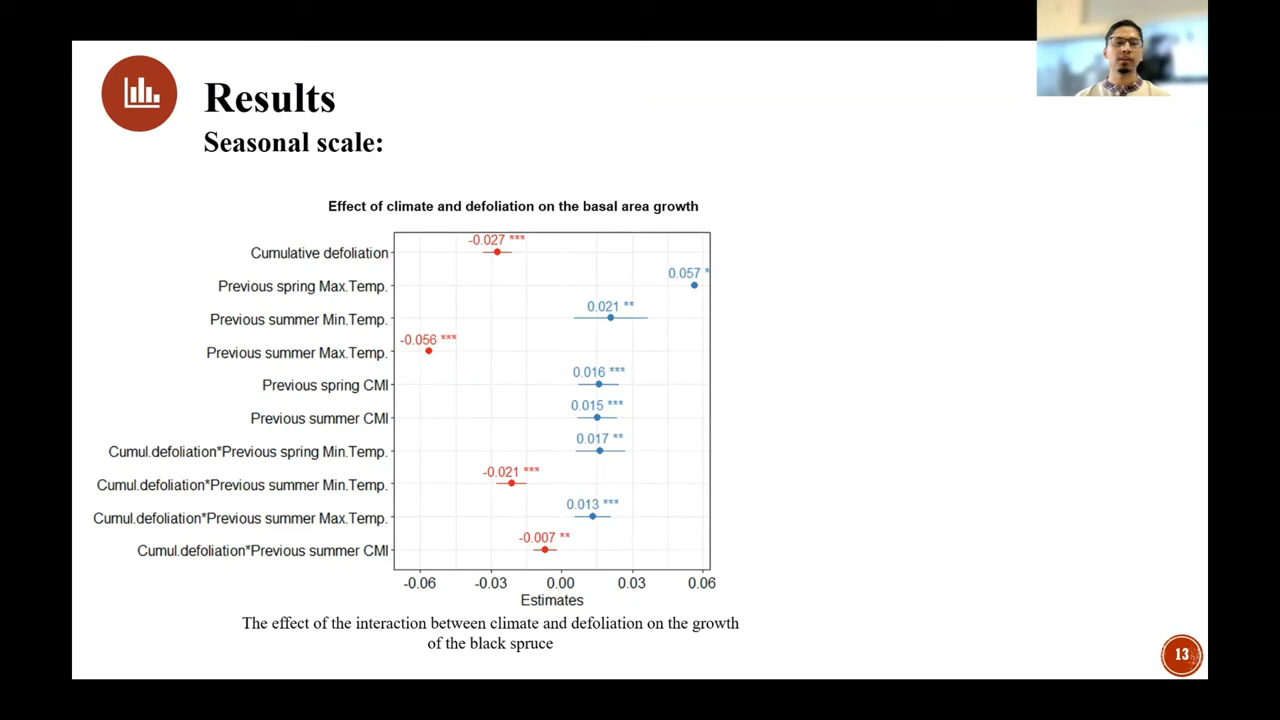 Results
Seasonal scale:
Effect of climate and defoliation on the basal area growth
Cumulative defoliation
-0.027 ***
Previous spring Max.Temp.
0.057 *
Previous summer Min.Temp.
0.021 **
Previous summer Max.Temp.
-0.056 ***
Previous spring CMI
0.016 ***
Previous summer CMI
0.015 ***
Cumul.defoliation*Previous spring Min.Temp.
0.017 **
Cumul.defoliation*Previous summer Min.Temp.
-0.021 ***
Cumul.defoliation*Previous summer Max.Temp.
0.013 ***
Cumul.defoliation*Previous summer CMI
-0.007 **
-0.06 -0.03 0.00 0.03 0.06
Estimates
The effect of the interaction between climate and defoliation on the growth
of the black spruce
13